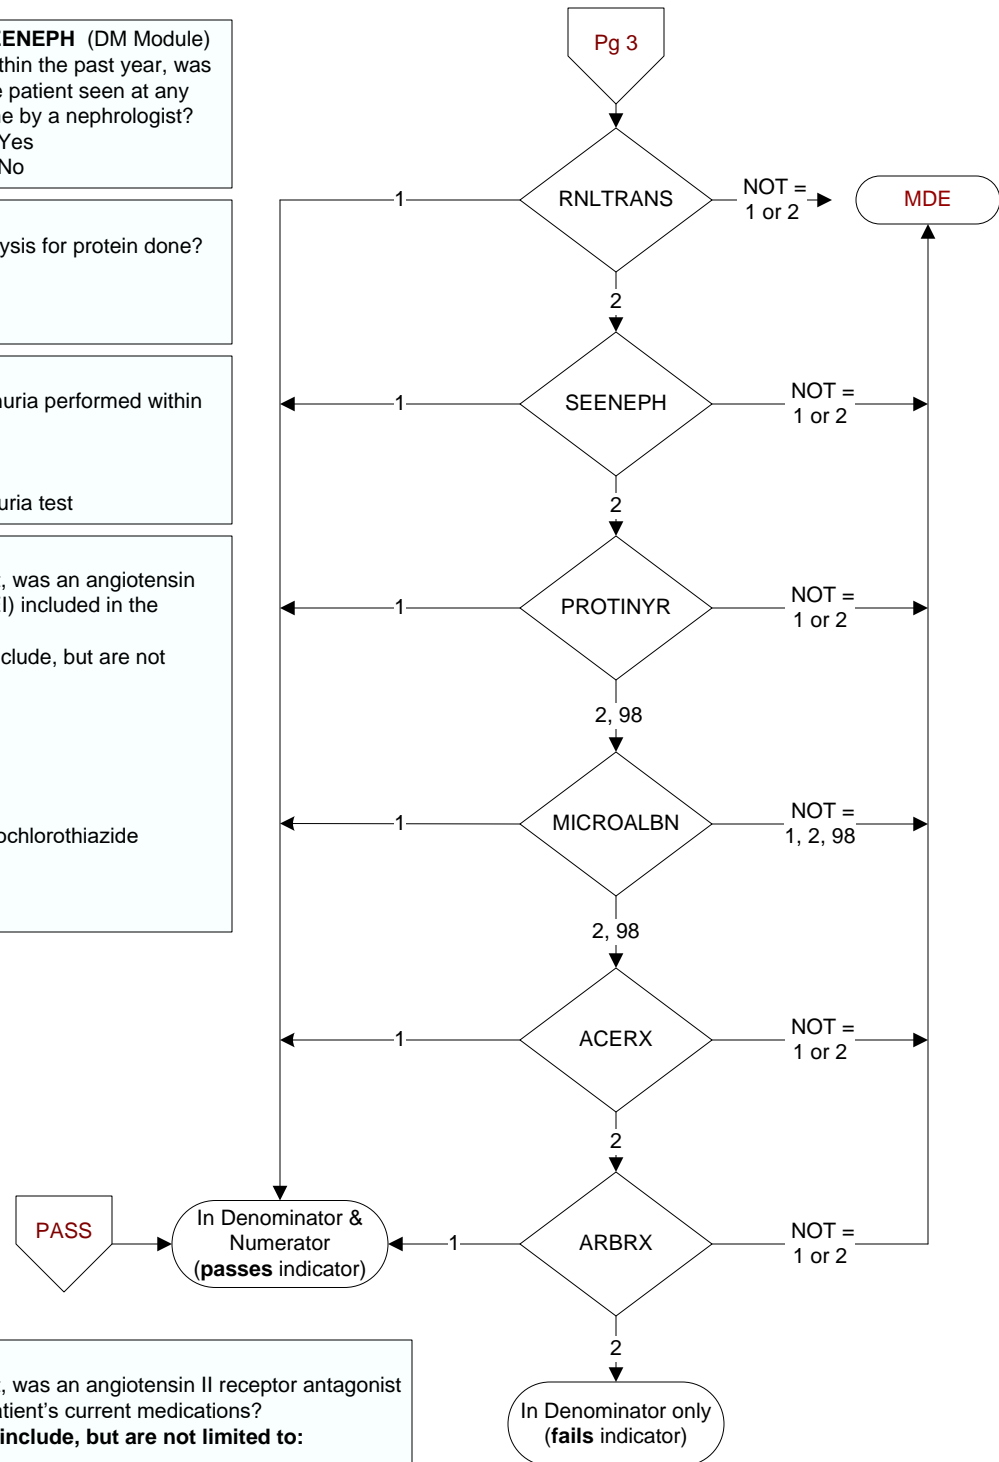 EENEPH (DM Module)
thin the past year, was
e patient seen at any
ne by a nephrologist?
Yes
No
ysis for protein done?
nuria performed within
uria test
, was an angiotensin
EI) included in the
clude, but are not
ochlorothiazide
Pg 3
RNLTRANS
1
NOT =
1 or 2
MDE
2
SEENEPH
1
NOT =
1 or 2
2
PROTINYR
1
NOT =
1 or 2
2, 98
MICROALBN
1
NOT =
1, 2, 98
2, 98
ACERX
1
NOT =
1 or 2
2
PASS
In Denominator &
Numerator
(passes indicator)
1
ARBRX
NOT =
1 or 2
2
In Denominator only
(fails indicator)
, was an angiotensin II receptor antagonist
atient's current medications?
include, but are not limited to: